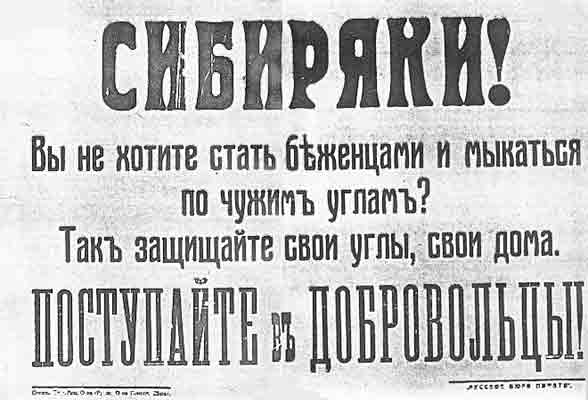 СИБИРЯКИ!
Вы не хотите стать бѣженцами и мыкаться
по чужимъ угламъ?
Такъ защищайте свои углы, свои дома.
ПОСТУПАЙТЕ въ ДОБРОВОЛЬЦЫ!
„РУССКОЕ БЮРО ПЕЧАТИ“.